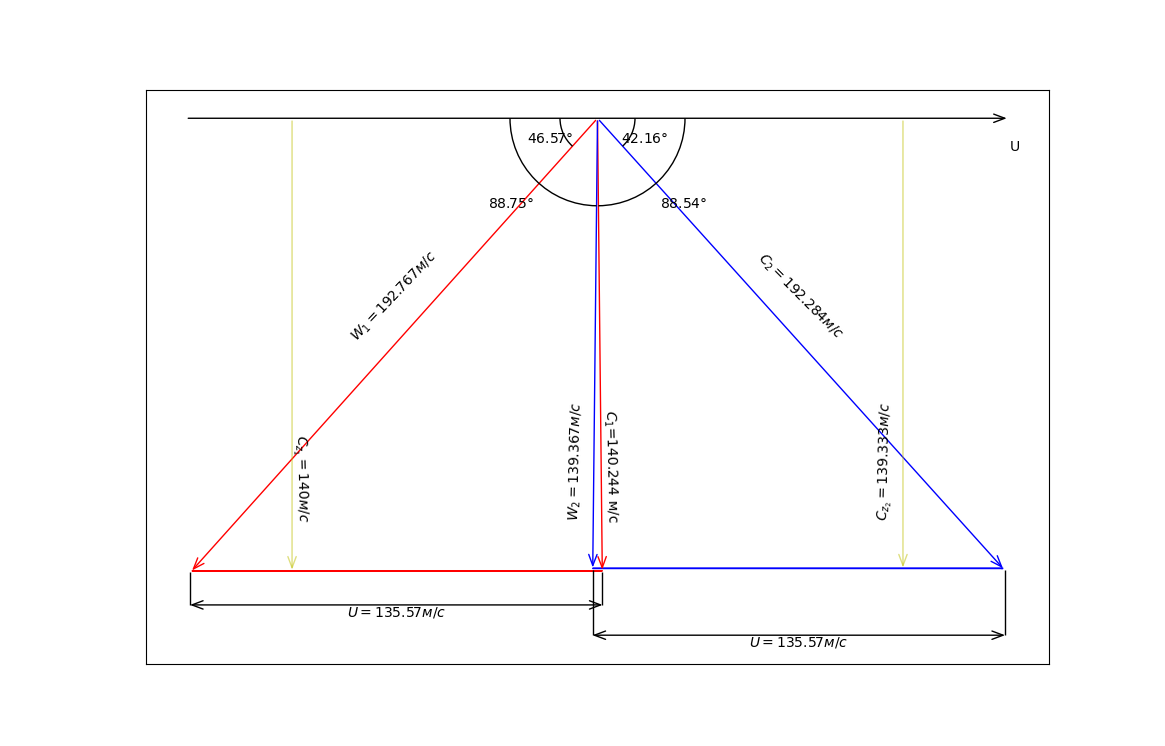 U
46.57°
42.16°
88.75°
88.54°
W₁ = 192.767м/с
C₂ = 192.284м/с
C_z₁ = 140м/с
W₂ = 139.367м/с
C₁=140.244 м/с
C_z₂ = 139.333м/с
U = 135.57м/с
U = 135.57м/с